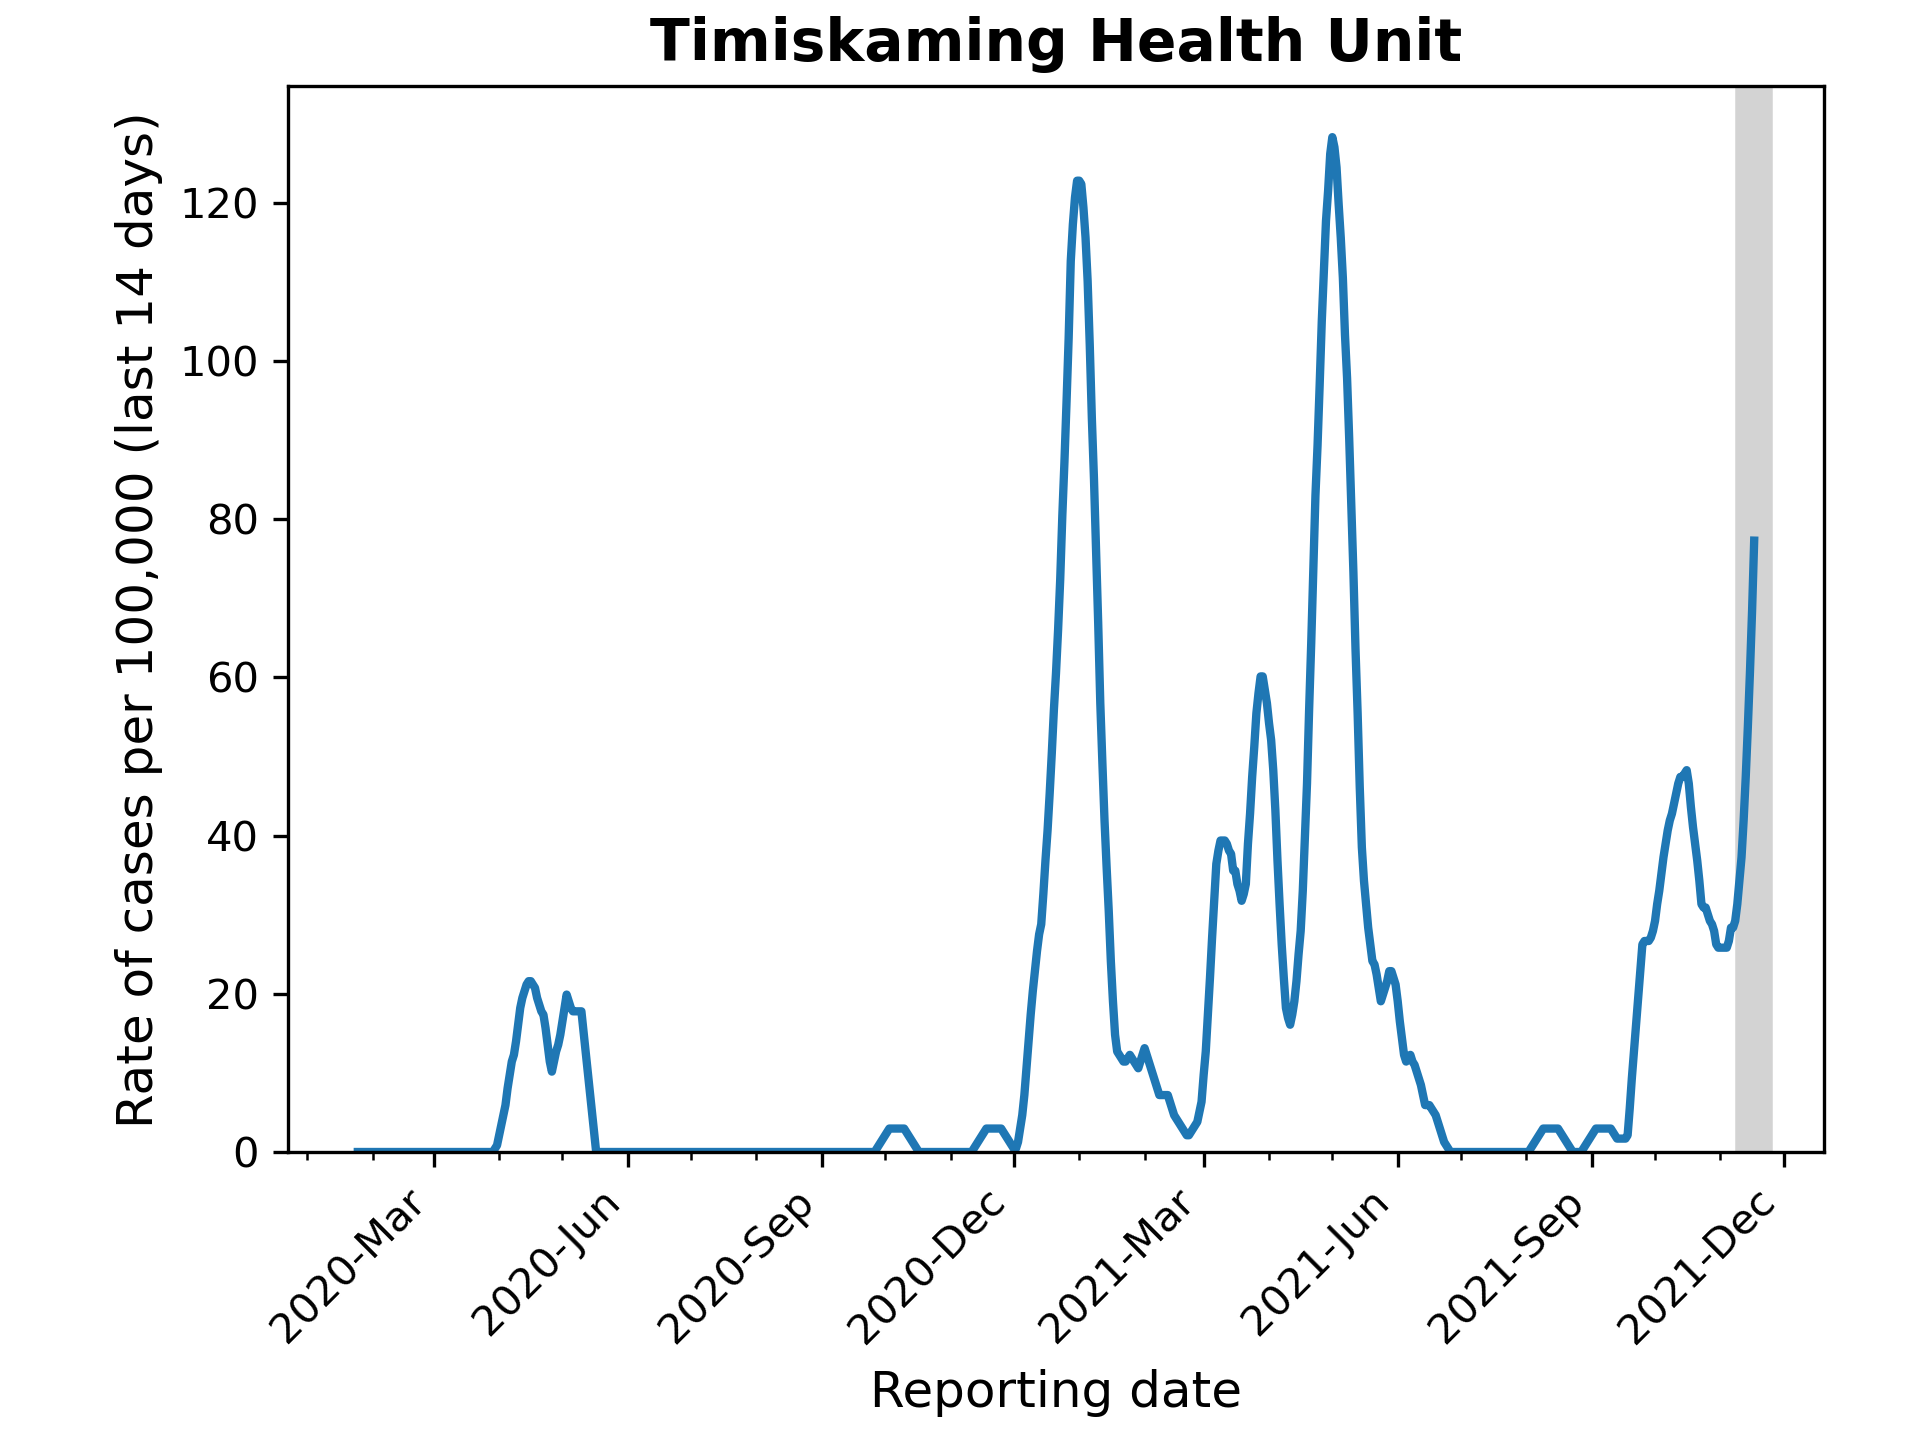 Timiskaming Health Unit
Rate of cases per 100,000 (last 14 days)
120
100
80
60
40
20
0
2020-Mar
2020-Jun
2020-Sep
2020-Dec
2021-Mar
2021-Jun
2021-Sep
2021-Dec
Reporting date